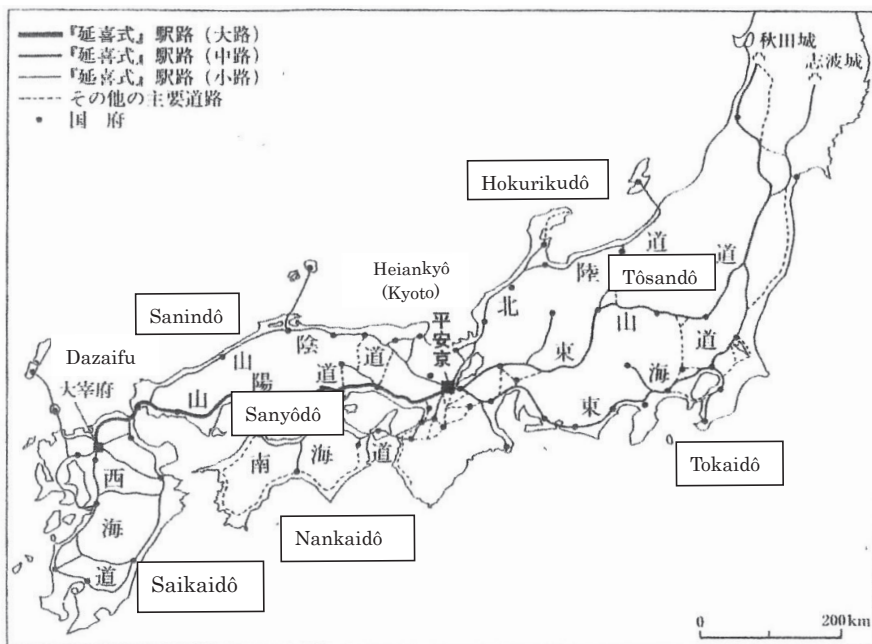 『延喜式』駅路（大路）
『延喜式』駅路（中路）
『延喜式』駅路（小路）
その他の主要道路
国府
秋田城
志波城
Hokurikudô
北陸道
Tôsandô
東山道
Heiankyô
(Kyoto)
平安京
Sanindô
山陰道
Dazaifu
大宰府
山陽道
Sanyôdô
東海道
Tokaidô
南海道
Nankaidô
西海道
Saikaidô
0 200km